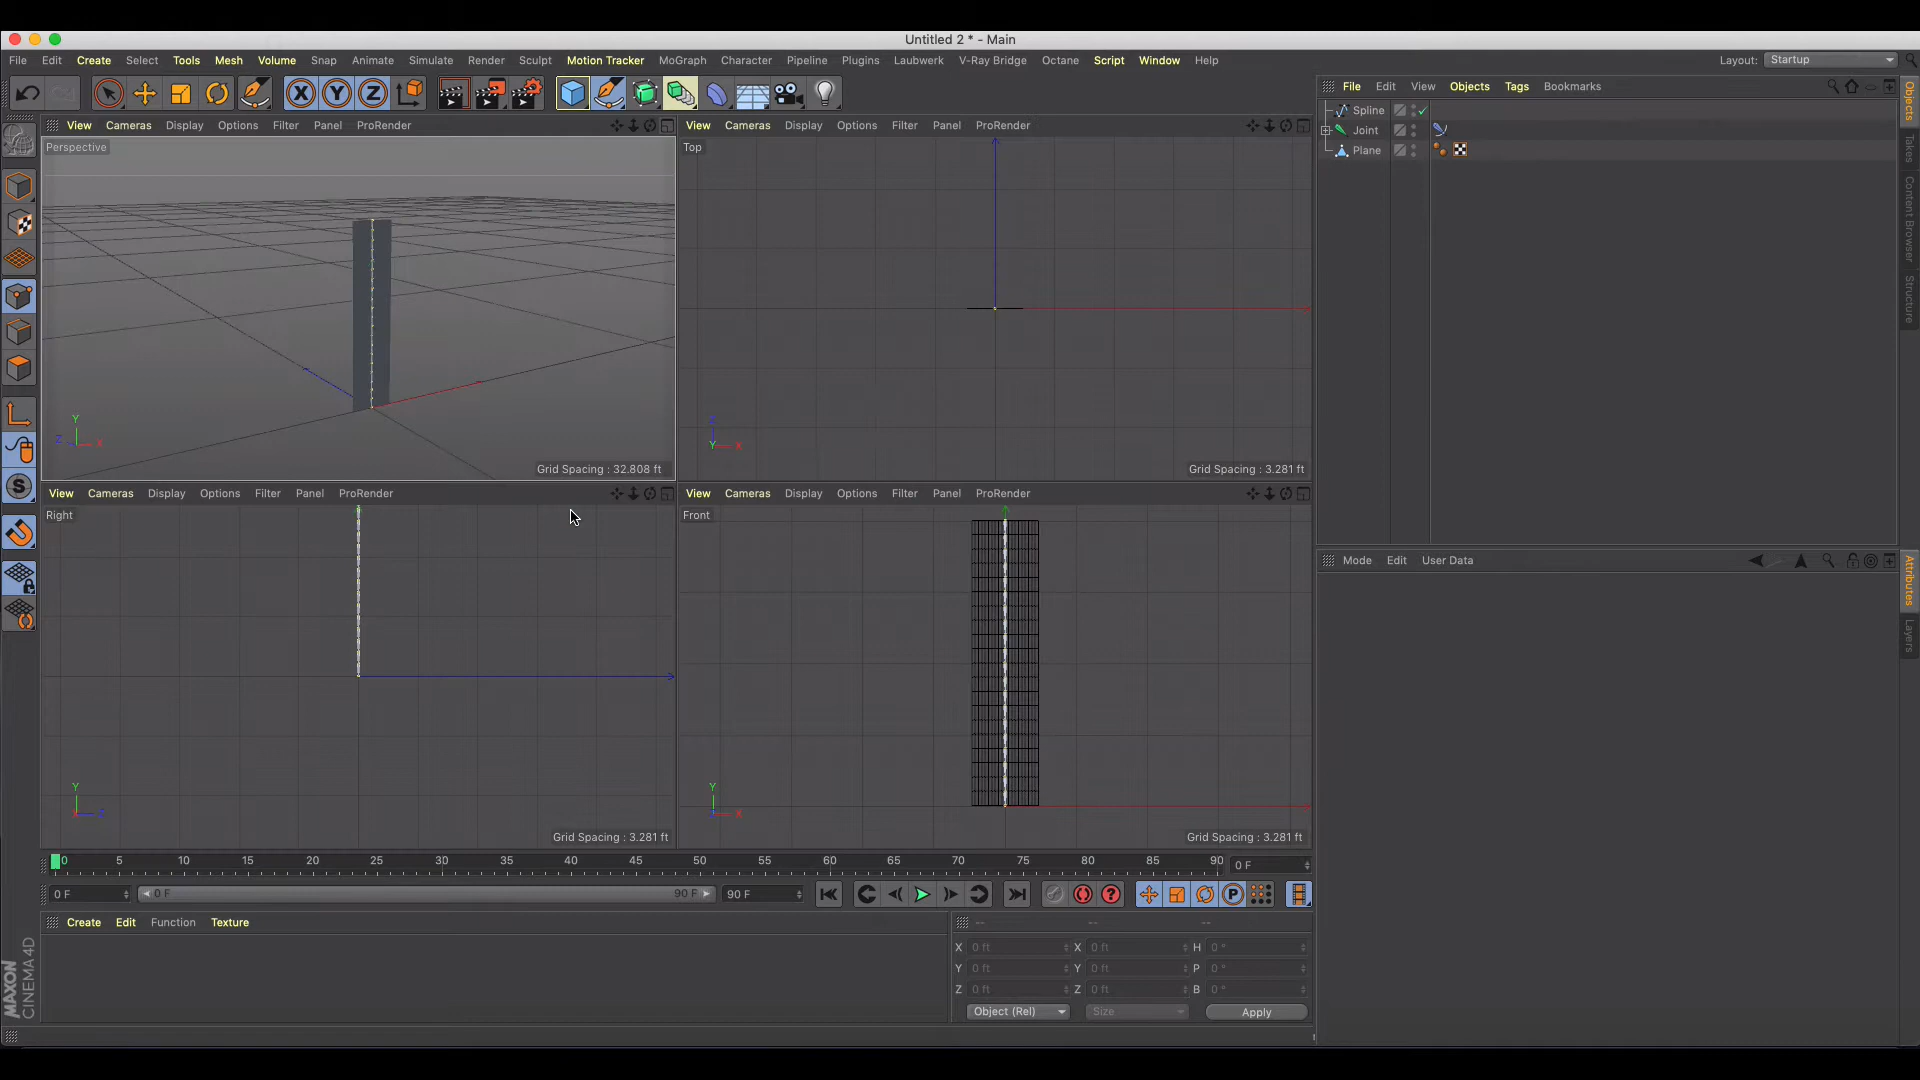 Untitled 2 * - Main
File Edit Create Select Tools Mesh Volume Snap Animate Simulate Render Sculpt Motion Tracker MoGraph Character Pipeline Plugins Laubwerk V-Ray Bridge Octane Script Window Help Layout: Startup
X Y Z
File Edit View Objects Tags Bookmarks
Spline
Joint
Plane
Objects
Takes
Content Browser
Structure
View Cameras Display Options Filter Panel ProRender
Perspective
Y
Z X
Grid Spacing : 32.808 ft
View Cameras Display Options Filter Panel ProRender
Top
Z
Y X
Grid Spacing : 3.281 ft
View Cameras Display Options Filter Panel ProRender
Right
Y
X Z
Grid Spacing : 3.281 ft
View Cameras Display Options Filter Panel ProRender
Front
Y
Z X
Grid Spacing : 3.281 ft
S
Mode Edit User Data
Attributes
Layers
0 5 10 15 20 25 30 35 40 45 50 55 60 65 70 75 80 85 90 0 F
0 F 0 F 90 F 90 F ? P
Create Edit Function Texture
-- -- --
X 0 ft X 0 ft H 0 °
Y 0 ft Y 0 ft P 0 °
Z 0 ft Z 0 ft B 0 °
Object (Rel) Size Apply
MAXON
CINEMA 4D